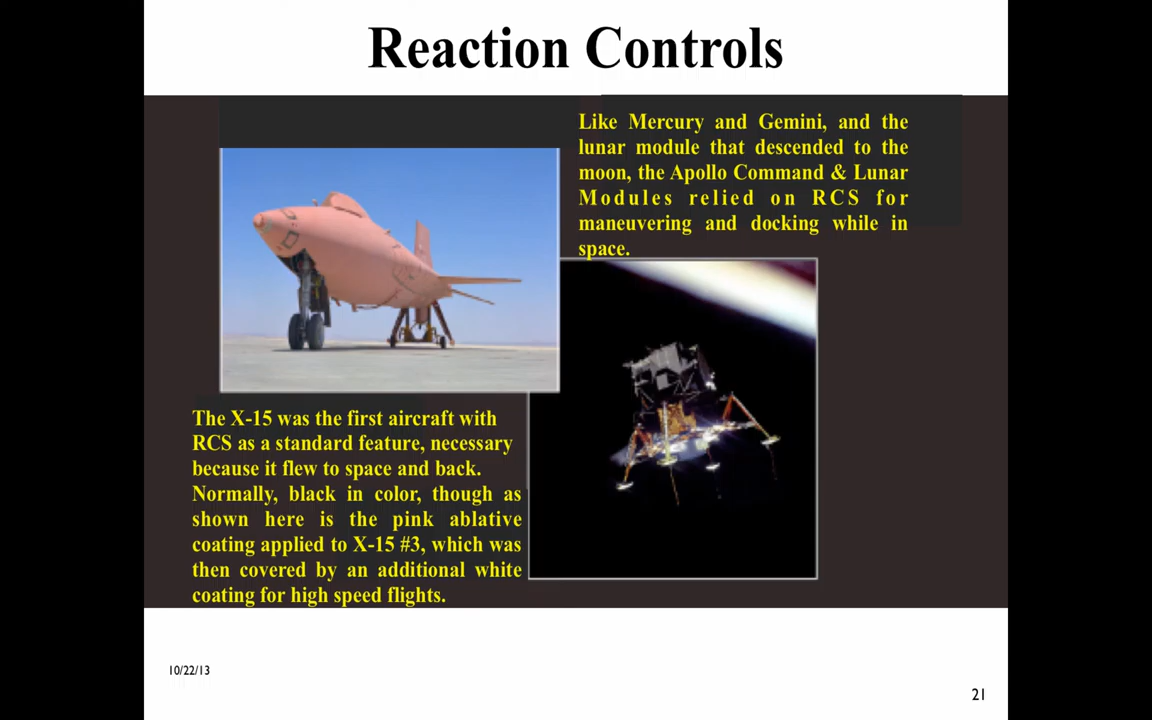 Reaction Controls
Like Mercury and Gemini, and the
lunar module that descended to the
moon, the Apollo Command & Lunar
Modules relied on RCS for
maneuvering and docking while in
space.
The X-15 was the first aircraft with
RCS as a standard feature, necessary
because it flew to space and back.
Normally, black in color, though as
shown here is the pink ablative
coating applied to X-15 #3, which was
then covered by an additional white
coating for high speed flights.
10/22/13
21